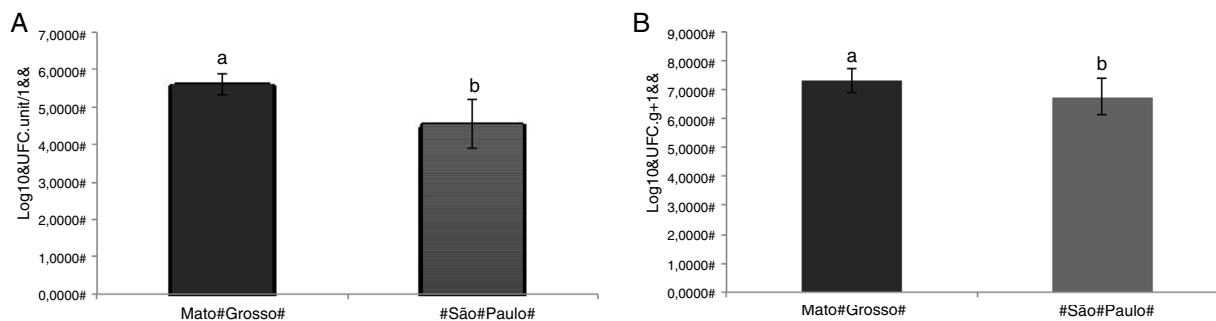 A
Log10&UFC.unit/1&&
7,0000#
6,0000#
5,0000#
4,0000#
3,0000#
2,0000#
1,0000#
0,0000#
a
b
Mato#Grosso#
#São#Paulo#
B
Log10&UFC.g+1&&
9,0000#
8,0000#
7,0000#
6,0000#
5,0000#
4,0000#
3,0000#
2,0000#
1,0000#
0,0000#
a
b
Mato#Grosso#
#São#Paulo#